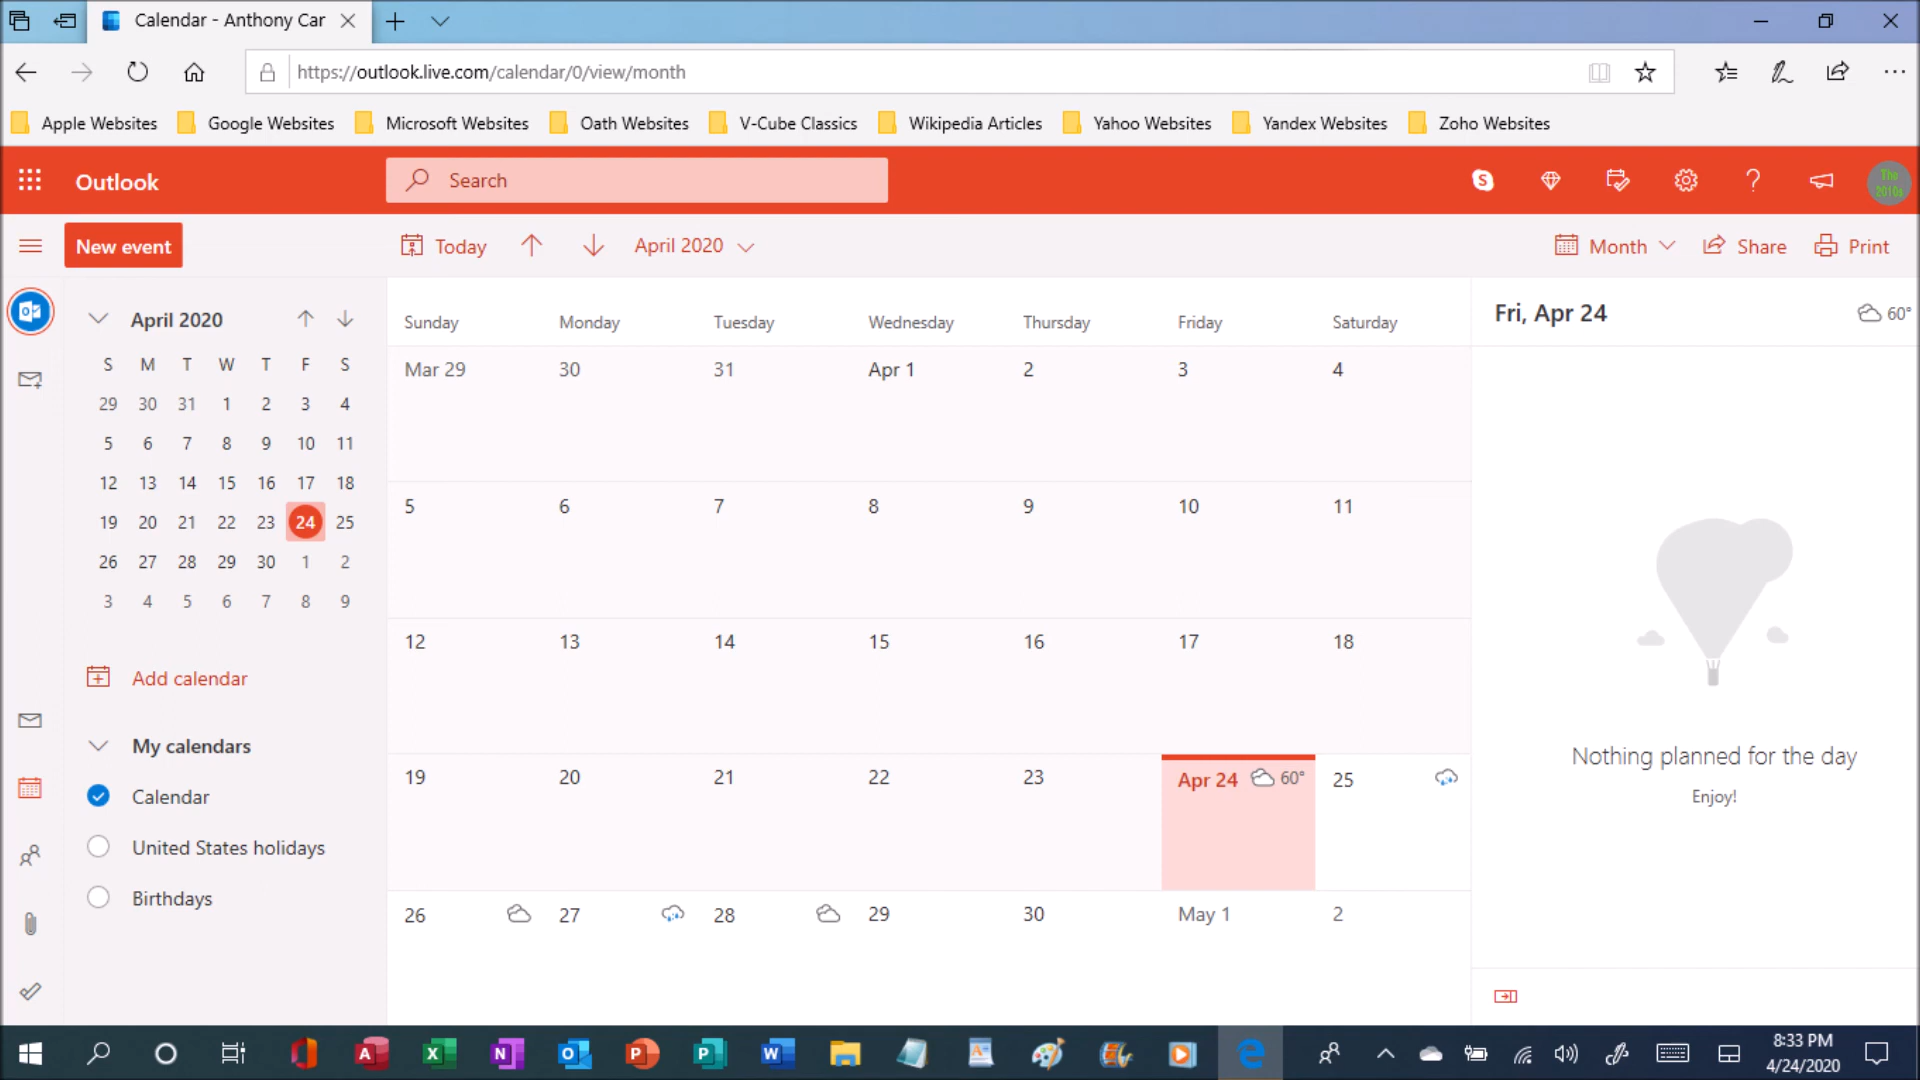 Calendar - Anthony Car
https://outlook.live.com/calendar/0/view/month
Apple Websites Google Websites Microsoft Websites Oath Websites V-Cube Classics Wikipedia Articles Yahoo Websites Yandex Websites Zoho Websites
Outlook Search The 2010s
New event Today April 2020 Month Share Print
April 2020
S M T W T F S
29 30 31 1 2 3 4
5 6 7 8 9 10 11
12 13 14 15 16 17 18
19 20 21 22 23 24 25
26 27 28 29 30 1 2
3 4 5 6 7 8 9
Add calendar
My calendars
Calendar
United States holidays
Birthdays
Sunday Monday Tuesday Wednesday Thursday Friday Saturday
Mar 29 30 31 Apr 1 2 3 4
5 6 7 8 9 10 11
12 13 14 15 16 17 18
19 20 21 22 23 Apr 24 60° 25
26 27 28 29 30 May 1 2
Fri, Apr 24 60°
Nothing planned for the day
Enjoy!
8:33 PM
4/24/2020